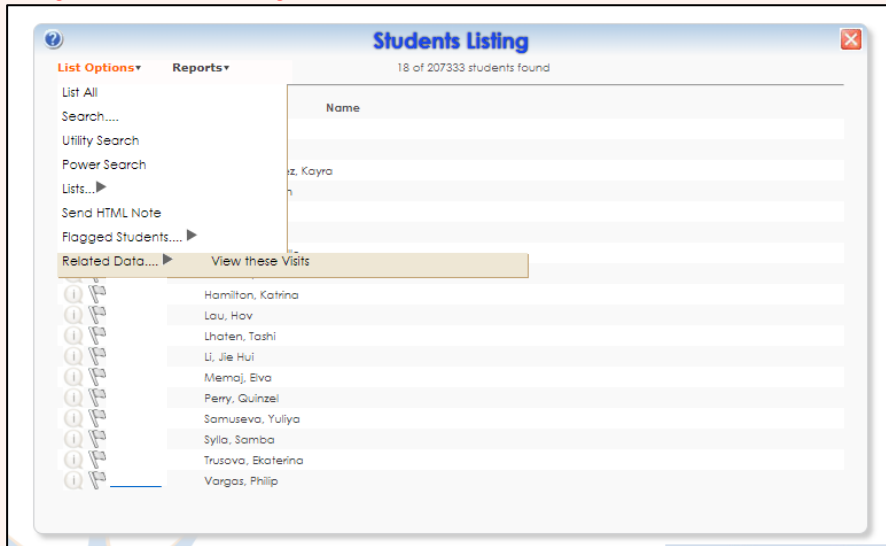 Students Listing
List Options Reports 18 of 207333 students found
List All
Name
Search....
Utility Search
Power Search
ez, Kayra
Lists...
Send HTML Note
Flagged Students....
Related Data.... View these Visits
Hamilton, Katrina
Lau, Hov
Lhaten, Tashi
Li, Jie Hui
Memaj, Elva
Perry, Quinzel
Samuseva, Yuliya
Sylla, Samba
Trusova, Ekaterina
Vargas, Philip